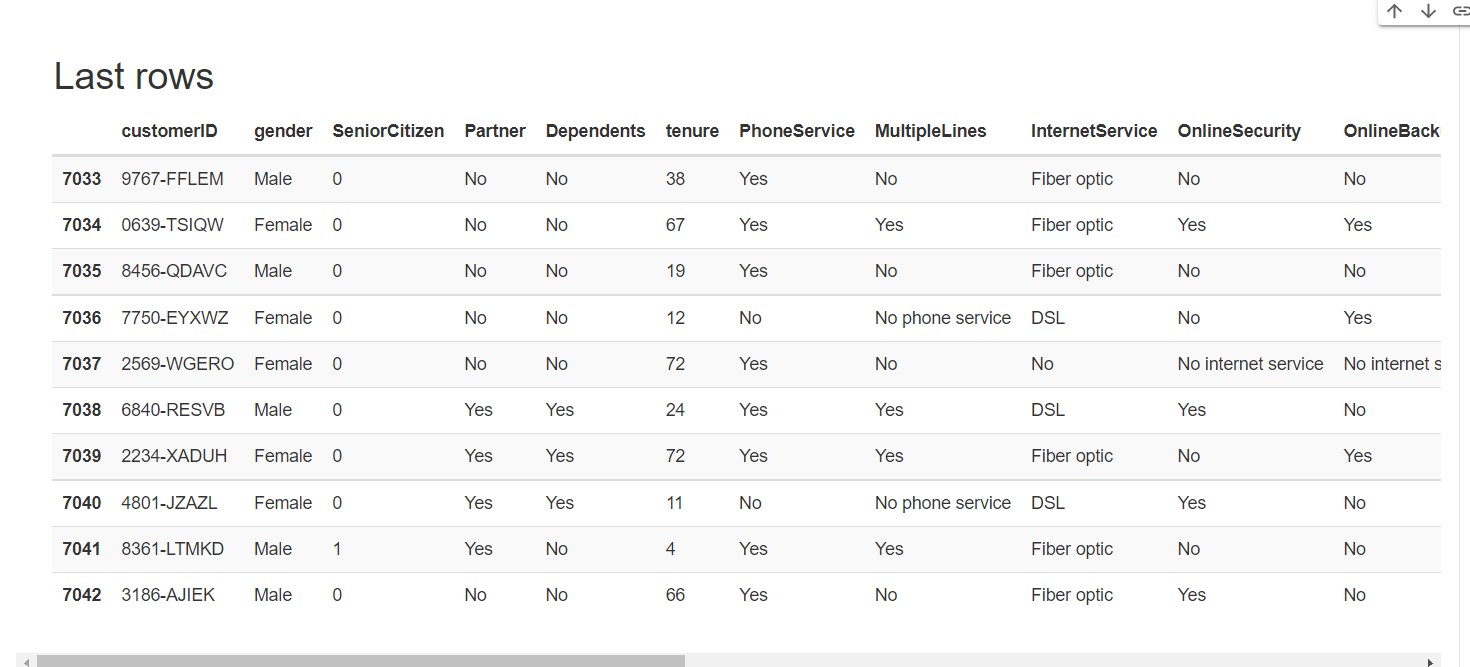 Last rows
customerID gender SeniorCitizen Partner Dependents tenure PhoneService MultipleLines InternetService OnlineSecurity OnlineBack
7033 9767-FFLEM Male 0 No No 38 Yes No Fiber optic No No
7034 0639-TSIQW Female 0 No No 67 Yes Yes Fiber optic Yes Yes
7035 8456-QDAVC Male 0 No No 19 Yes No Fiber optic No No
7036 7750-EYXWZ Female 0 No No 12 No No phone service DSL No Yes
7037 2569-WGERO Female 0 No No 72 Yes No No No internet service No internet s
7038 6840-RESVB Male 0 Yes Yes 24 Yes Yes DSL Yes No
7039 2234-XADUH Female 0 Yes Yes 72 Yes Yes Fiber optic No Yes
7040 4801-JZAZL Female 0 Yes Yes 11 No No phone service DSL Yes No
7041 8361-LTMKD Male 1 Yes No 4 Yes Yes Fiber optic No No
7042 3186-AJIEK Male 0 No No 66 Yes No Fiber optic Yes No